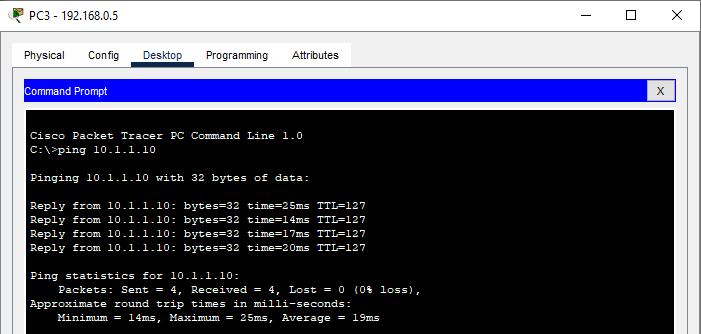 PC3 - 192.168.0.5
Physical Config Desktop Programming Attributes
Command Prompt
X
Cisco Packet Tracer PC Command Line 1.0
C:\>ping 10.1.1.10
Pinging 10.1.1.10 with 32 bytes of data:
Reply from 10.1.1.10: bytes=32 time=25ms TTL=127
Reply from 10.1.1.10: bytes=32 time=14ms TTL=127
Reply from 10.1.1.10: bytes=32 time=17ms TTL=127
Reply from 10.1.1.10: bytes=32 time=20ms TTL=127
Ping statistics for 10.1.1.10:
Packets: Sent = 4, Received = 4, Lost = 0 (0% loss),
Approximate round trip times in milli-seconds:
Minimum = 14ms, Maximum = 25ms, Average = 19ms